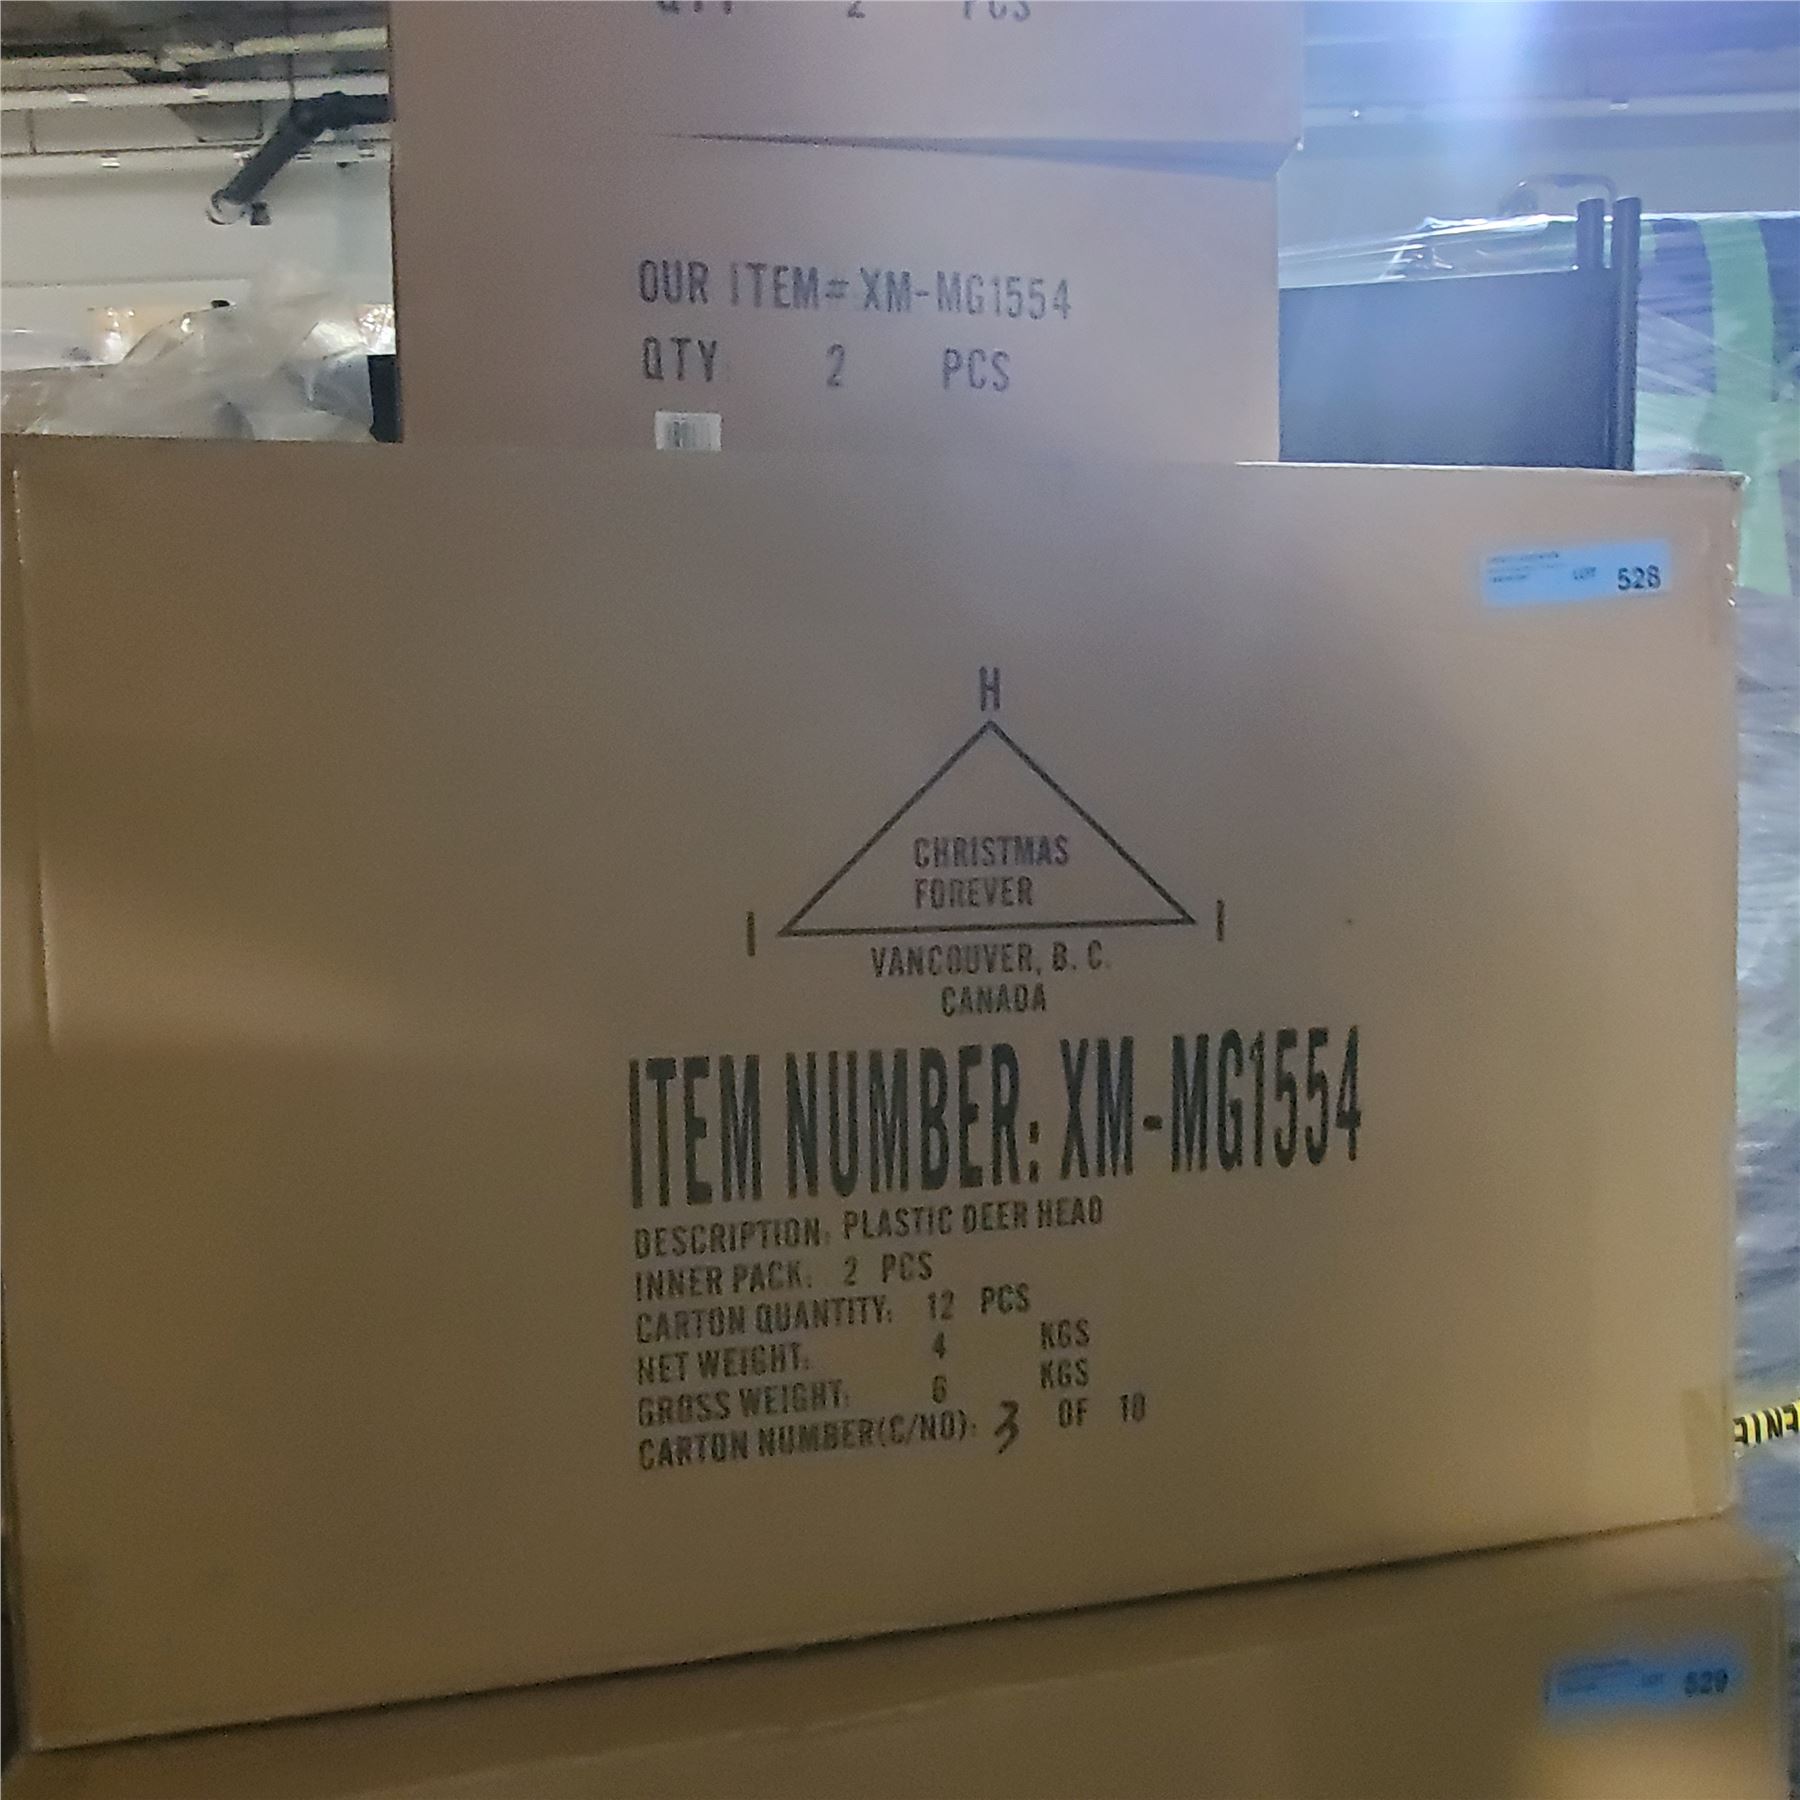 QTY 2 PCS
OUR ITEM# XM-MG1554
QTY 2 PCS
LOT 528
H
CHRISTMAS
FOREVER
I I
VANCOUVER, B. C.
CANADA
ITEM NUMBER: XM-MG1554
DESCRIPTION: PLASTIC DEER HEAD
INNER PACK: 2 PCS
CARTON QUANTITY: 12 PCS
NET WEIGHT: 4 KGS
GROSS WEIGHT: 6 KGS
CARTON NUMBER(C/NO): 3 OF 10
LOT 529